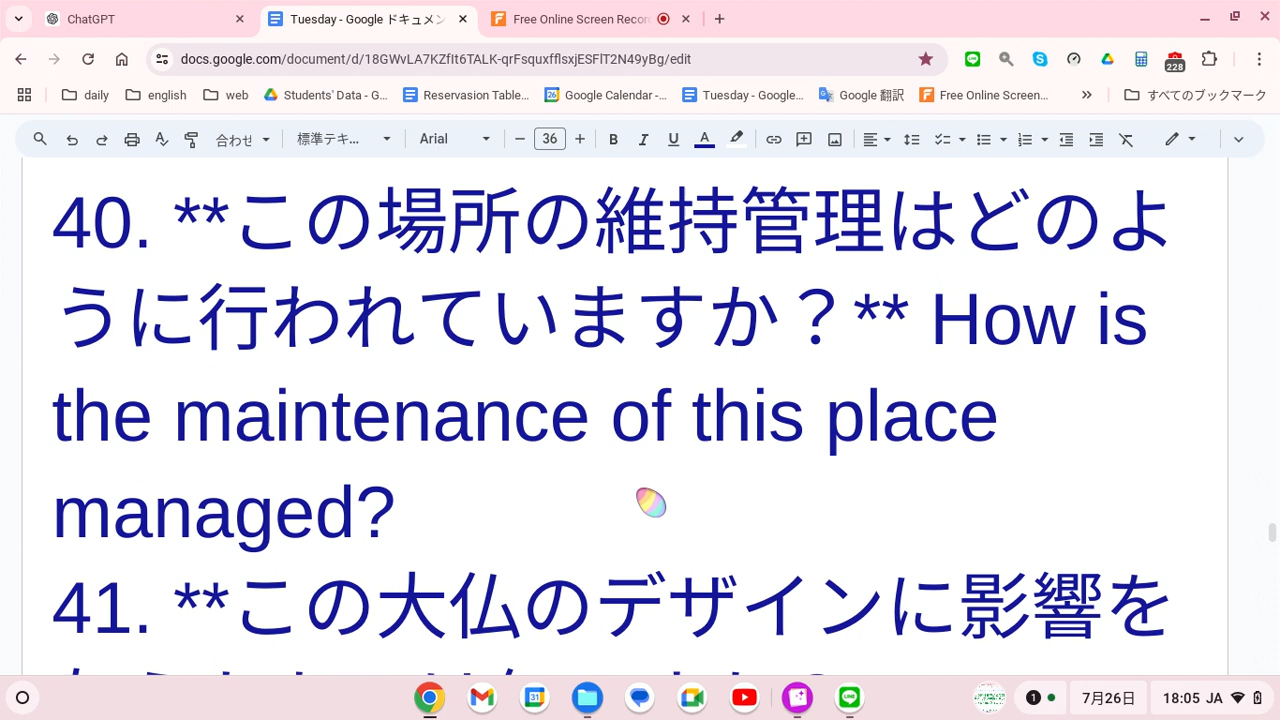 ChatGPT
Tuesday - Google ドキュメン
Free Online Screen Recor
docs.google.com/document/d/
/edit
228
daily
english
web
Students' Data - G...
Reservasion Table...
Google Calendar -...
Tuesday - Google...
Google 翻訳
Free Online Screen...
すべてのブックマーク
合わせ
標準テキ...
Arial
36
40. **この場所の維持管理はどのよ
うに行われていますか？** How is
the maintenance of this place
managed?
41. **この大仏のデザインに影響を
1
7月26日
18:05 JA